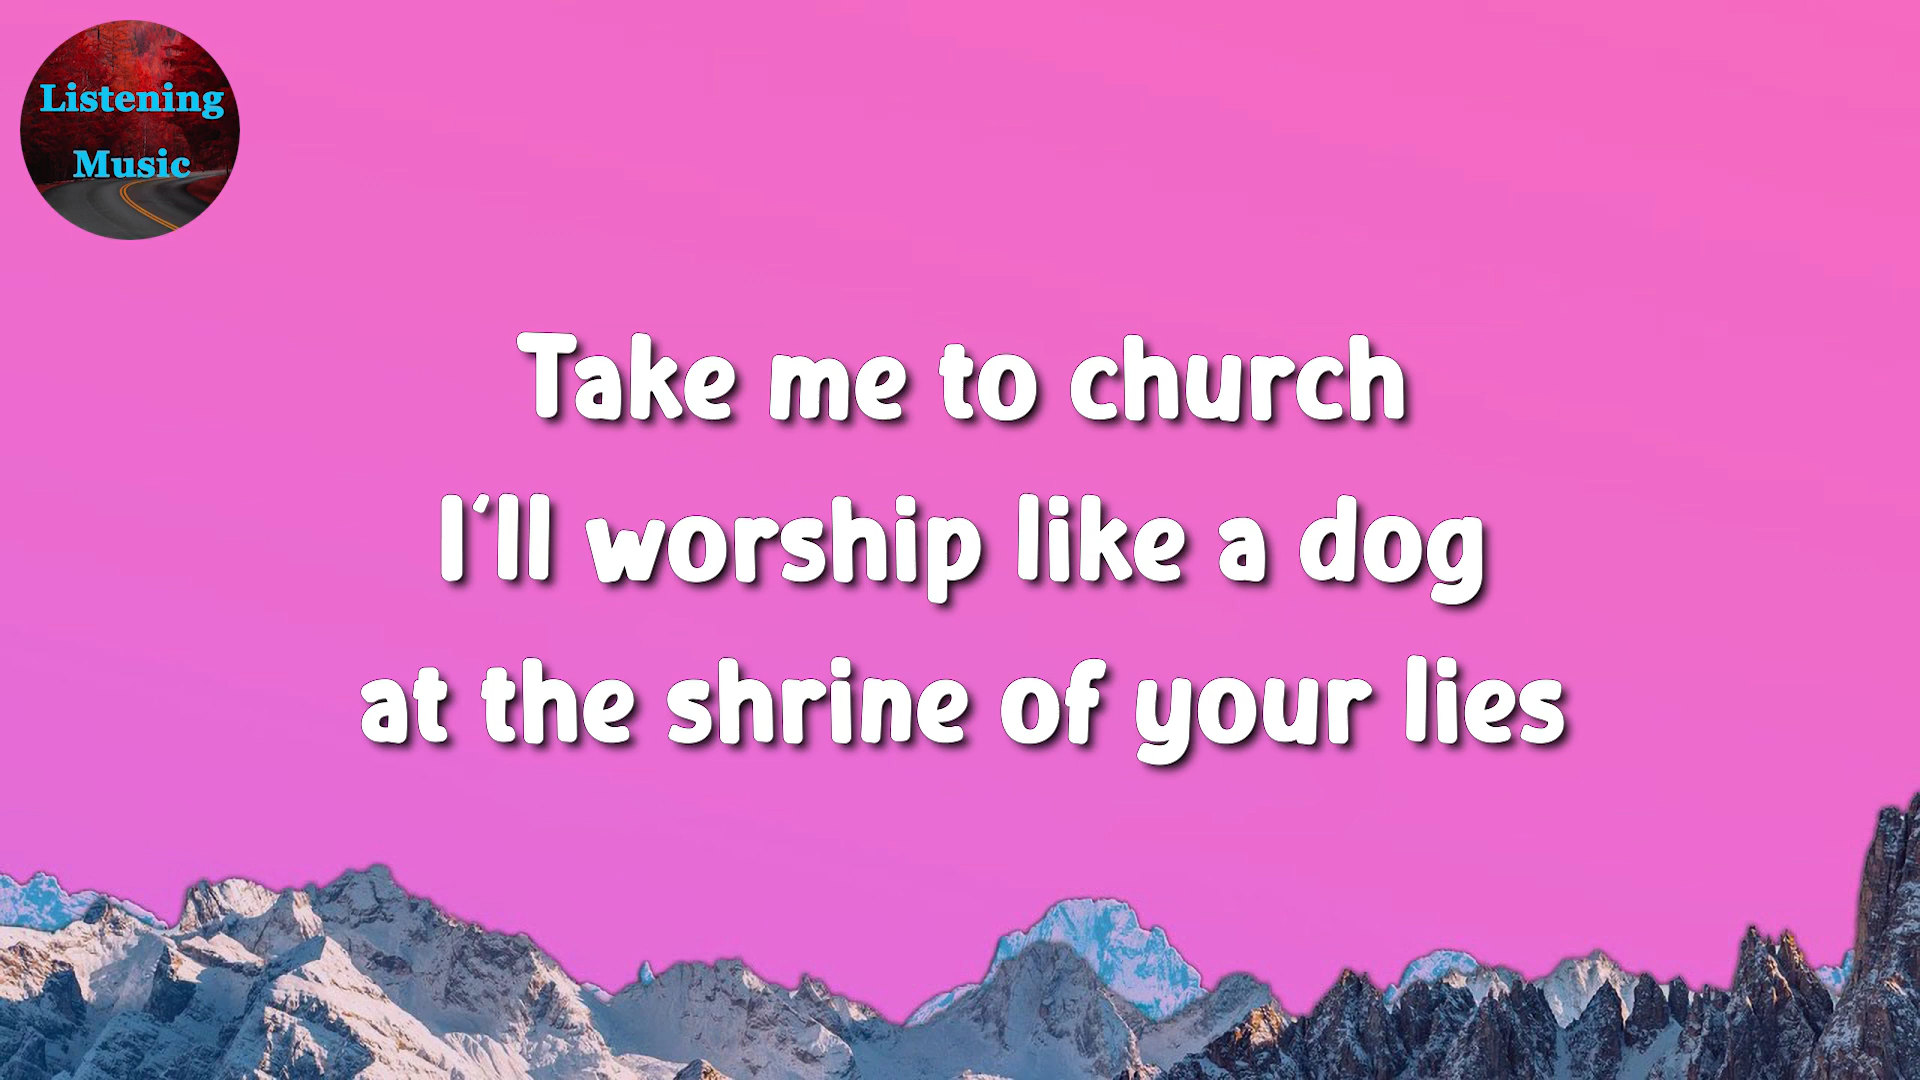 Listening
Music
Take me to church
I'll worship like a dog
at the shrine of your lies